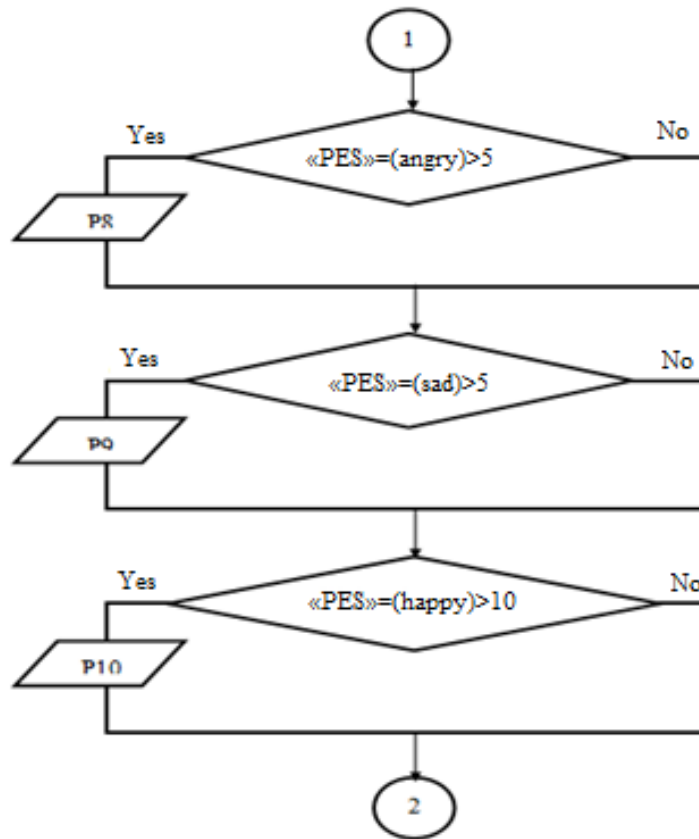 1
Yes
No
«PES»=(angry)>5
P8
Yes
No
«PES»=(sad)>5
P9
Yes
No
«PES»=(happy)>10
P10
2